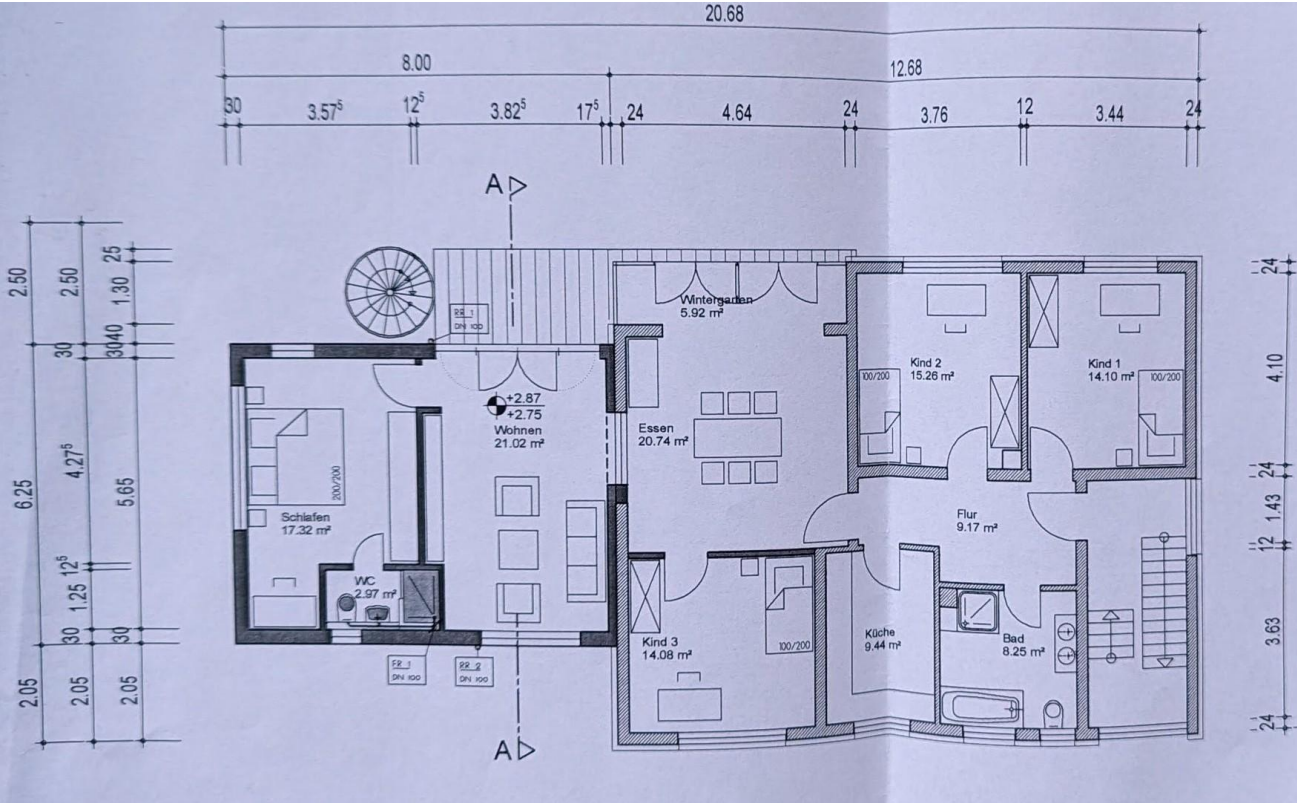 20.68
8.00
12.68
30
3.57⁵
12⁵
3.82⁵
17⁵
24
4.64
24
3.76
12
3.44
24
A
2.50
2.50
25
1.30
40
30
30
6.25
4.27⁵
5.65
12⁵
1.25
30
30
2.05
2.05
2.05
RR 1
DN 100
Wintergarten
5.92 m²
Kind 2
15.26 m²
100/200
Kind 1
14.10 m²
100/200
+2.87
+2.75
Wohnen
21.02 m²
Essen
20.74 m²
200/200
Schlafen
17.32 m²
WC
2.97 m²
Flur
9.17 m²
Kind 3
14.08 m²
100/200
Küche
9.44 m²
Bad
8.25 m²
FR 1
DN 100
RR 2
DN 100
A
24
4.10
24
1.43
12
3.63
24